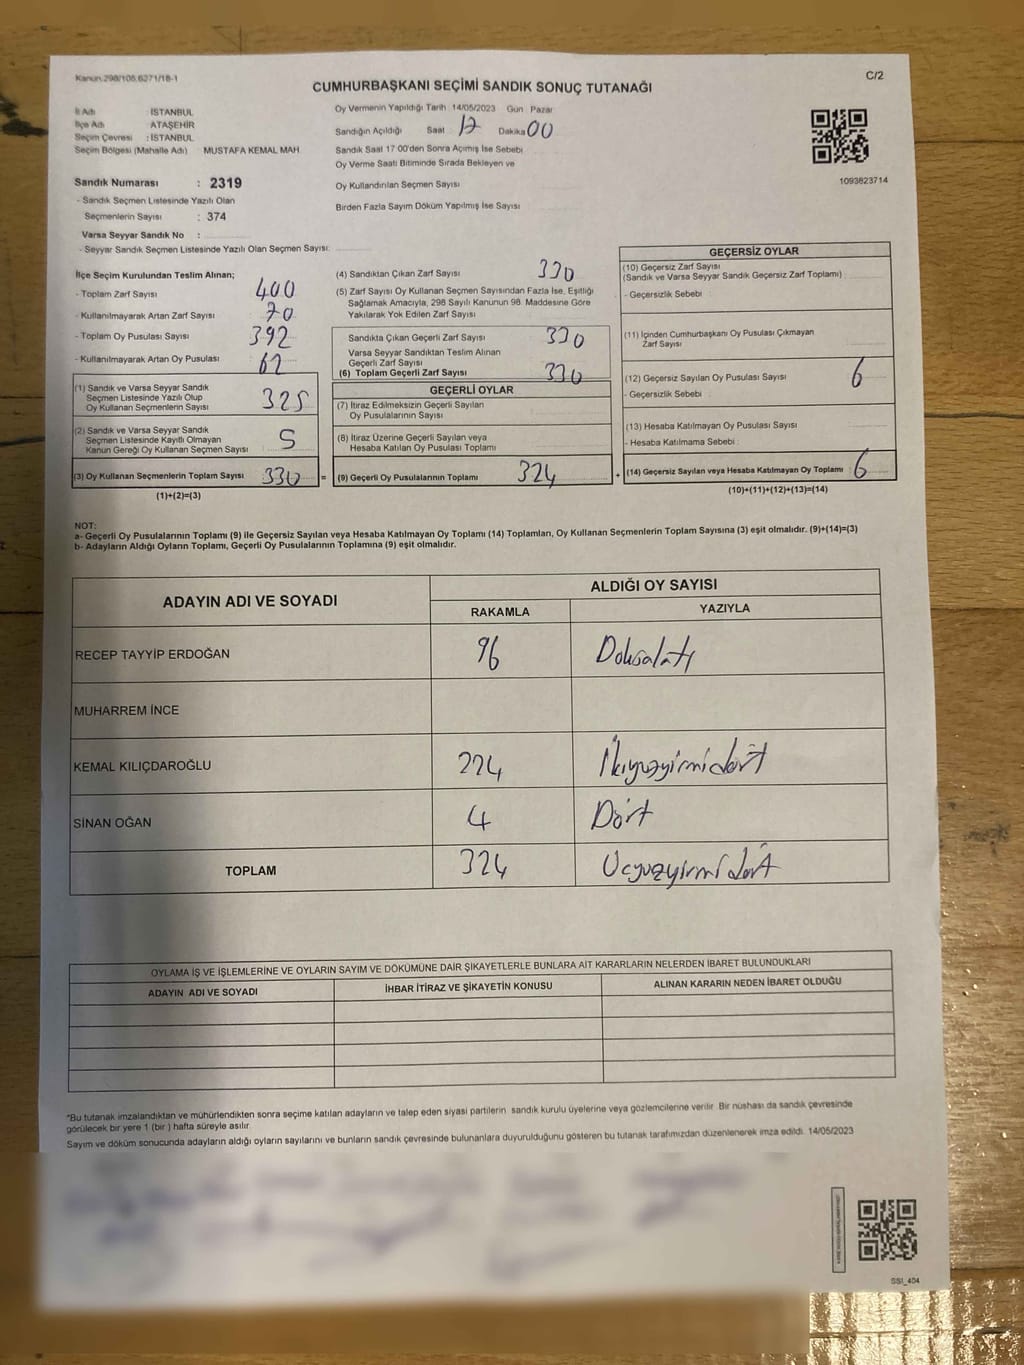 Kanun.298/105,6271/18-1
C/2
CUMHURBAŞKANI SEÇİMİ SANDIK SONUÇ TUTANAĞI
İl Adı : İSTANBUL
İlçe Adı : ATAŞEHİR
Seçim Çevresi : İSTANBUL
Seçim Bölgesi (Mahalle Adı) MUSTAFA KEMAL MAH.
Oy Vermenin Yapıldığı Tarih 14/05/2023 Gün Pazar
Sandığın Açıldığı Saat 17 Dakika 00
Sandık Saat 17 00'den Sonra Açılmış İse Sebebi
Oy Verme Saati Bitiminde Sırada Bekleyen ve
Oy Kullandırılan Seçmen Sayısı
Birden Fazla Sayım Döküm Yapılmış İse Sayısı
1093823714
Sandık Numarası : 2319
- Sandık Seçmen Listesinde Yazılı Olan
Seçmenlerin Sayısı : 374
Varsa Seyyar Sandık No :
- Seyyar Sandık Seçmen Listesinde Yazılı Olan Seçmen Sayısı:
İlçe Seçim Kurulundan Teslim Alınan;
- Toplam Zarf Sayısı 400
- Kullanılmayarak Artan Zarf Sayısı 70
- Toplam Oy Pusulası Sayısı 392
- Kullanılmayarak Artan Oy Pusulası 62
(1) Sandık ve Varsa Seyyar Sandık
Seçmen Listesinde Yazılı Olup
Oy Kullanan Seçmenlerin Sayısı 325
(2) Sandık ve Varsa Seyyar Sandık
Seçmen Listesinde Kayıtlı Olmayan
Kanun Gereği Oy Kullanan Seçmen Sayısı 5
(3) Oy Kullanan Seçmenlerin Toplam Sayısı 330 =
(1)+(2)=(3)
(4) Sandıktan Çıkan Zarf Sayısı 330
(5) Zarf Sayısı Oy Kullanan Seçmen Sayısından Fazla İse, Eşitliği
Sağlamak Amacıyla, 298 Sayılı Kanunun 98. Maddesine Göre
Yakılarak Yok Edilen Zarf Sayısı
Sandıkta Çıkan Geçerli Zarf Sayısı 330
Varsa Seyyar Sandıktan Teslim Alınan
Geçerli Zarf Sayısı
(6) Toplam Geçerli Zarf Sayısı 330
GEÇERLİ OYLAR
(7) İtiraz Edilmeksizin Geçerli Sayılan
Oy Pusulalarının Sayısı
(8) İtiraz Üzerine Geçerli Sayılan veya
Hesaba Katılan Oy Pusulası Toplamı
(9) Geçerli Oy Pusulalarının Toplamı 324 +
GEÇERSİZ OYLAR
(10) Geçersiz Zarf Sayısı
(Sandık ve Varsa Seyyar Sandık Geçersiz Zarf Toplamı) :
- Geçersizlik Sebebi :
(11) İçinden Cumhurbaşkanı Oy Pusulası Çıkmayan
Zarf Sayısı
(12) Geçersiz Sayılan Oy Pusulası Sayısı 6
- Geçersizlik Sebebi :
(13) Hesaba Katılmayan Oy Pusulası Sayısı
- Hesaba Katılmama Sebebi :
(14) Geçersiz Sayılan veya Hesaba Katılmayan Oy Toplamı 6
(10)+(11)+(12)+(13)=(14)
NOT:
a- Geçerli Oy Pusulalarının Toplamı (9) ile Geçersiz Sayılan veya Hesaba Katılmayan Oy Toplamı (14) Toplamları, Oy Kullanan Seçmenlerin Toplam Sayısına (3) eşit olmalıdır. (9)+(14)=(3)
b- Adayların Aldığı Oyların Toplamı, Geçerli Oy Pusulalarının Toplamına (9) eşit olmalıdır.
ADAYIN ADI VE SOYADI
ALDIĞI OY SAYISI
RAKAMLA YAZIYLA
RECEP TAYYİP ERDOĞAN 96 Doksalatı
MUHARREM İNCE
KEMAL KILIÇDAROĞLU 224 İkiyüzyirmidört
SİNAN OĞAN 4 Dört
TOPLAM 324 Üçyüzyirmidört
OYLAMA İŞ VE İŞLEMLERİNE VE OYLARIN SAYIM VE DÖKÜMÜNE DAİR ŞİKAYETLERLE BUNLARA AİT KARARLARIN NELERDEN İBARET BULUNDUKLARI
ADAYIN ADI VE SOYADI İHBAR İTİRAZ VE ŞİKAYETİN KONUSU ALINAN KARARIN NEDEN İBARET OLDUĞU
*Bu tutanak imzalandıktan ve mühürlendikten sonra seçime katılan adayların ve talep eden siyasi partilerin sandık kurulu üyelerine veya gözlemcilerine verilir. Bir nüshası da sandık çevresinde
görülecek bir yere 1 (bir ) hafta süreyle asılır.
Sayım ve döküm sonucunda adayların aldığı oyların sayılarını ve bunların sandık çevresinde bulunanlara duyurulduğunu gösteren bu tutanak tarafımızdan düzenlenerek imza edildi. 14/05/2023
SSI_404